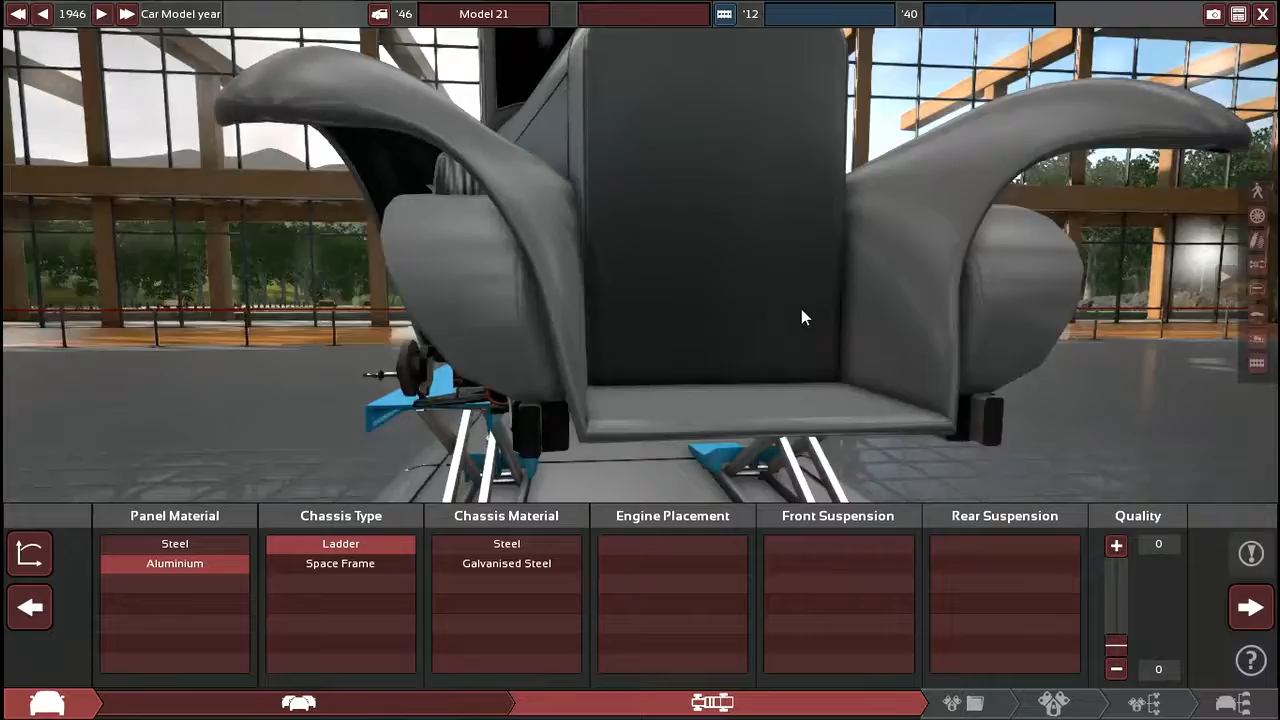 1946 Car Model year '46 Model 21 '12 '40
Panel Material Chassis Type Chassis Material Engine Placement Front Suspension Rear Suspension Quality
Steel Ladder Steel + 0
Aluminium Space Frame Galvanised Steel
- 0